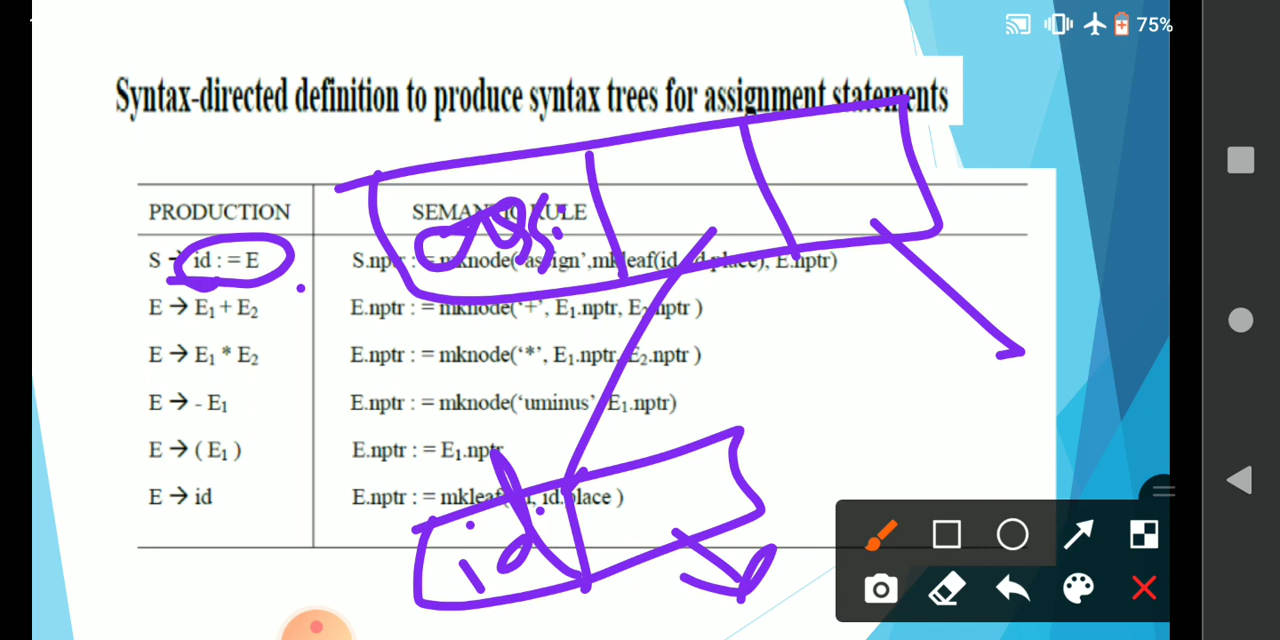 75%
Syntax-directed definition to produce syntax trees for assignment statements
PRODUCTION SEMANTIC RULE
S → id : = E S.nptr : = mknode('assign',mkleaf(id, id.place), E.nptr)
E → E₁ + E₂ E.nptr : = mknode('+', E₁.nptr, E₂.nptr )
E → E₁ * E₂ E.nptr : = mknode('*', E₁.nptr, E₂.nptr )
E → - E₁ E.nptr : = mknode('uminus', E₁.nptr)
E → ( E₁ ) E.nptr : = E₁.nptr
E → id E.nptr : = mkleaf( id, id.place )
id